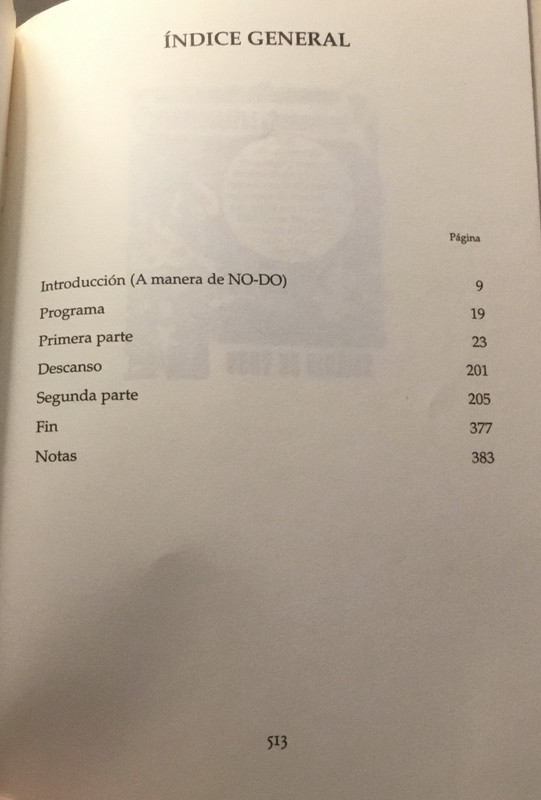 ÍNDICE GENERAL
Página
Introducción (A manera de NO-DO) 9
Programa 19
Primera parte 23
Descanso 201
Segunda parte 205
Fin 377
Notas 383
513